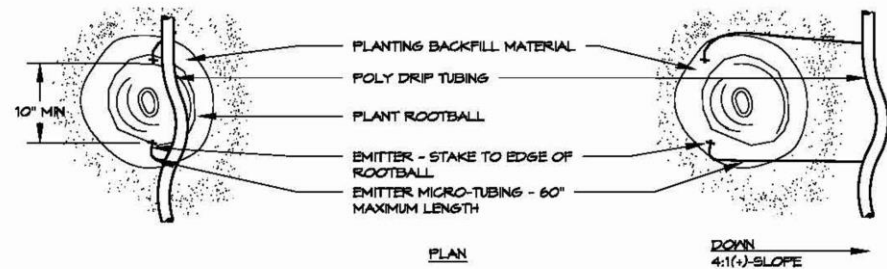 PLANTING BACKFILL MATERIAL
POLY DRIP TUBING
10" MIN
PLANT ROOTBALL
EMITTER - STAKE TO EDGE OF
ROOTBALL
EMITTER MICRO-TUBING - 60"
MAXIMUM LENGTH
PLAN
DOWN
4:1(+)-SLOPE